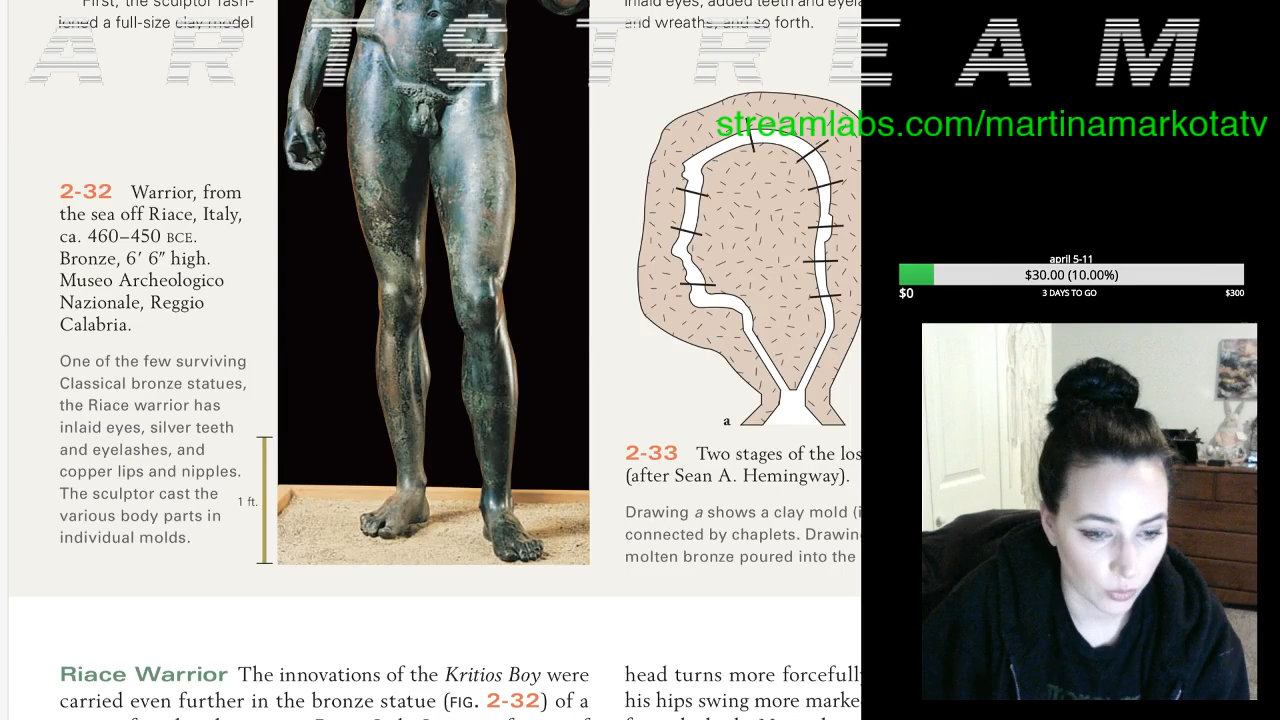 First, the sculptor fash-
ioned a full-size clay model
inlaid eyes, added teeth and eyela
and wreaths, and so forth.
ARTSTREAM
streamlabs.com/martinamarkotatv
2-32 Warrior, from
the sea off Riace, Italy,
ca. 460–450 BCE.
Bronze, 6′ 6″ high.
Museo Archeologico
Nazionale, Reggio
Calabria.
One of the few surviving
Classical bronze statues,
the Riace warrior has
inlaid eyes, silver teeth
and eyelashes, and
copper lips and nipples.
The sculptor cast the
various body parts in
individual molds.
1 ft.
a
2-33 Two stages of the los
(after Sean A. Hemingway).
Drawing a shows a clay mold (i
connected by chaplets. Drawin
molten bronze poured into the
Riace Warrior The innovations of the Kritios Boy were
carried even further in the bronze statue (FIG. 2-32) of a
head turns more forcefully
his hips swing more marke
april 5-11
$30.00 (10.00%)
$0
3 DAYS TO GO
$300